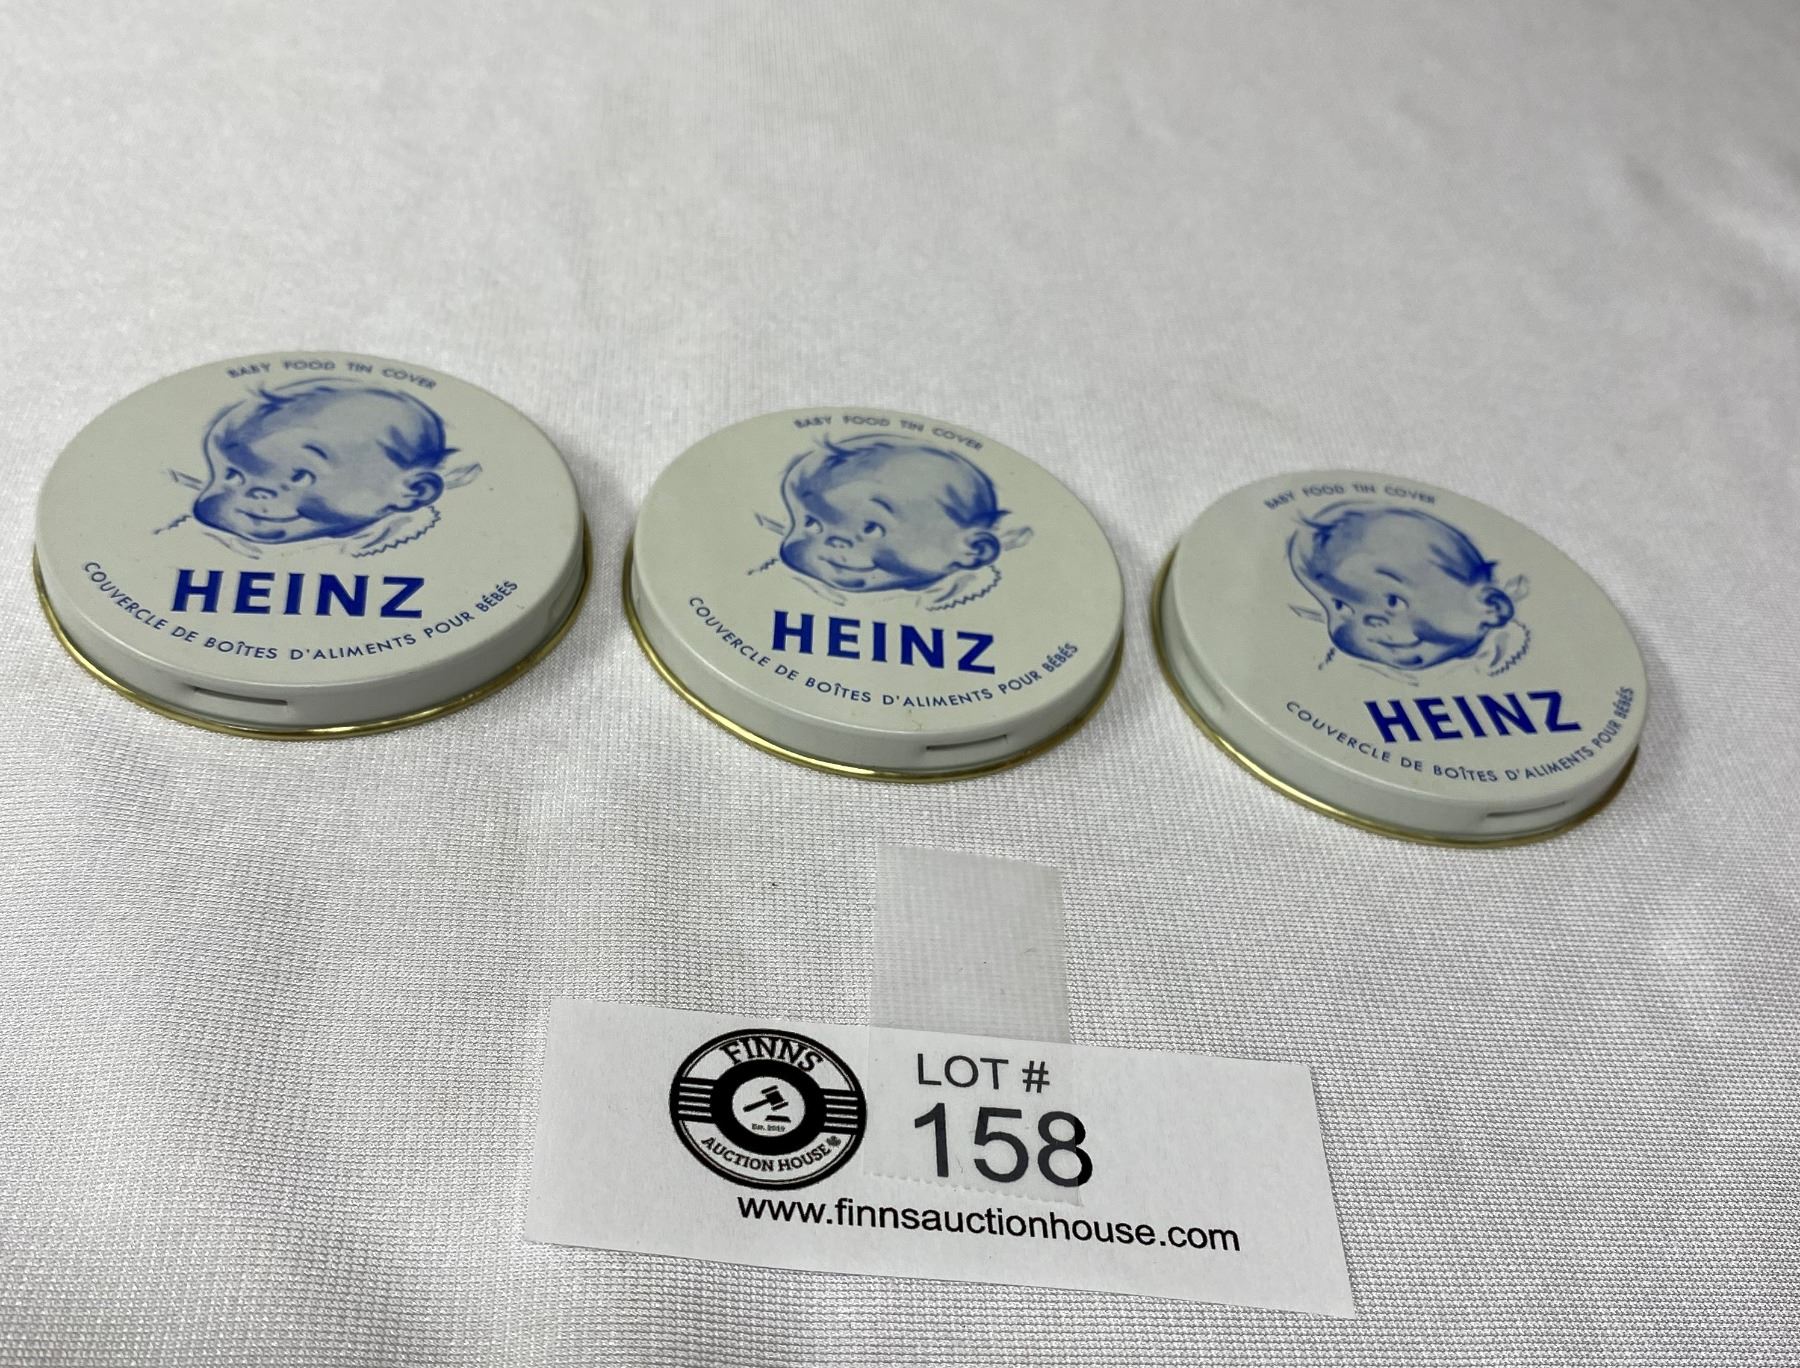 BABY FOOD TIN COVER
HEINZ
COUVERCLE DE BOÎTES D'ALIMENTS POUR BÉBÉS
BABY FOOD TIN COVER
HEINZ
COUVERCLE DE BOÎTES D'ALIMENTS POUR BÉBÉS
BABY FOOD TIN COVER
HEINZ
COUVERCLE DE BOÎTES D'ALIMENTS POUR BÉBÉS
FINNS
Est. 2019
AUCTION HOUSE
LOT #
158
www.finnsauctionhouse.com